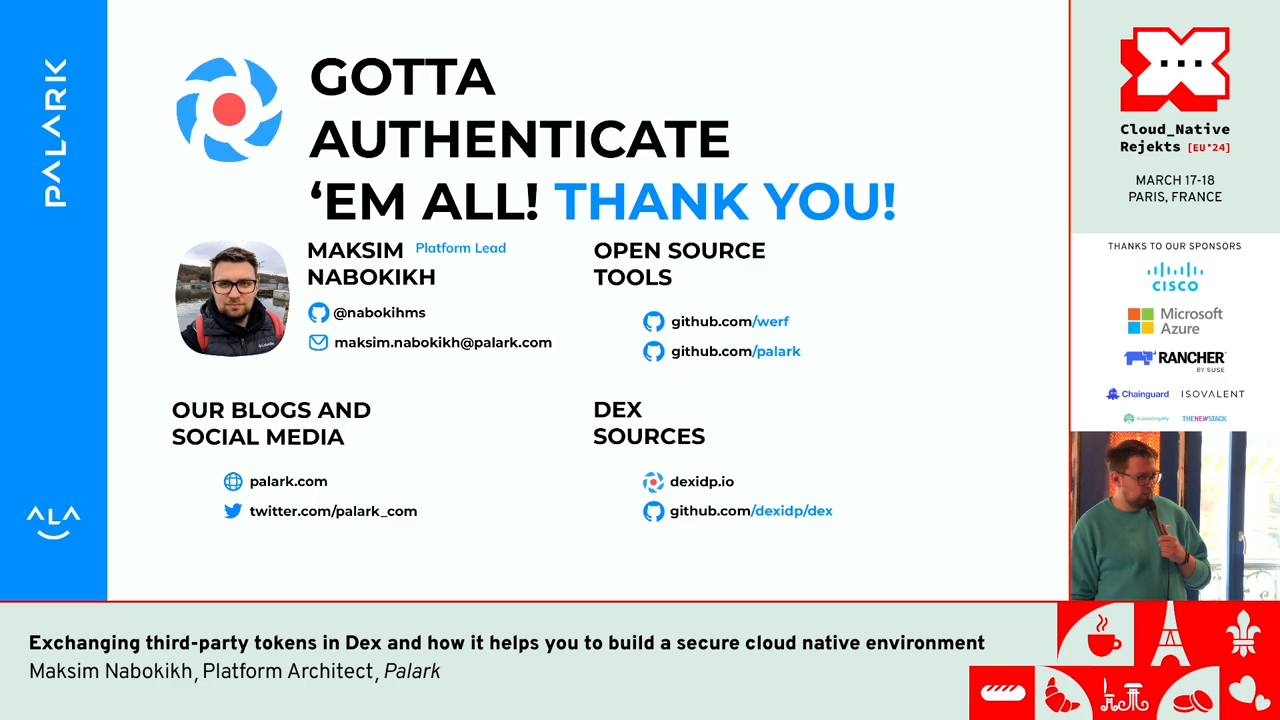 PALARK
GOTTA
AUTHENTICATE
‘EM ALL! THANK YOU!
MAKSIM Platform Lead
NABOKIKH
@nabokihms
maksim.nabokikh@palark.com
OPEN SOURCE
TOOLS
github.com/werf
github.com/palark
OUR BLOGS AND
SOCIAL MEDIA
palark.com
twitter.com/palark_com
DEX
SOURCES
dexidp.io
github.com/dexidp/dex
Cloud_Native
Rejekts [EU'24]
MARCH 17-18
PARIS, FRANCE
THANKS TO OUR SPONSORS
CISCO
Microsoft
Azure
RANCHER
BY SUSE
Chainguard ISOVALENT
Kubesimplify THENEWSTACK
Exchanging third-party tokens in Dex and how it helps you to build a secure cloud native environment
Maksim Nabokikh, Platform Architect, Palark